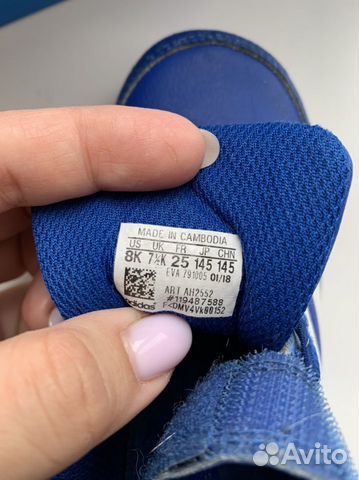 MADE IN CAMBODIA
US UK FR JP CHN
8K 7½K 25 145 145
EVA 791005 01/18
ART AH2552
#119487588
adidas F<DMV4Vk80152
Avito